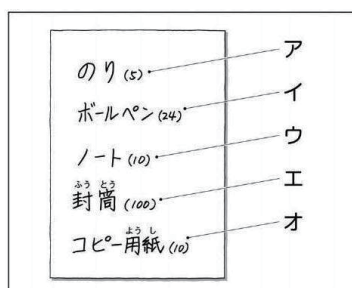 のり(5) ア
ボールペン(24) イ
ノート(10) ウ
ふうとう
封筒(100) エ
ようし
コピー用紙(10) オ